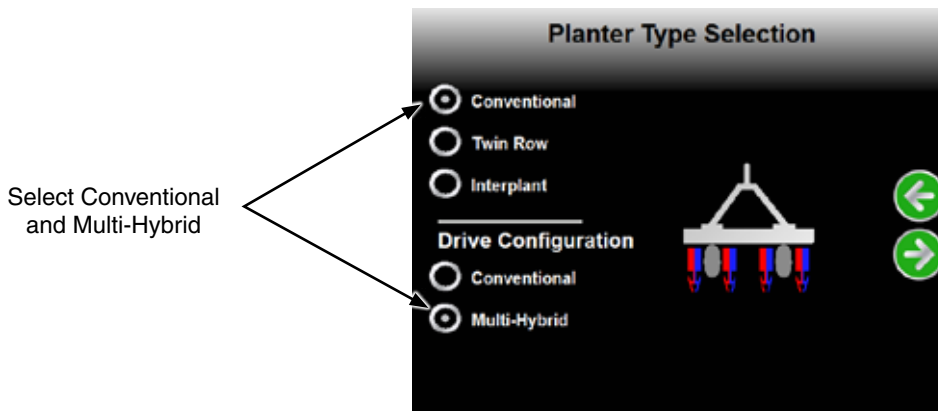 Planter Type Selection
Conventional
Twin Row
Select Conventional
and Multi-Hybrid
Interplant
Drive Configuration
Conventional
Multi-Hybrid